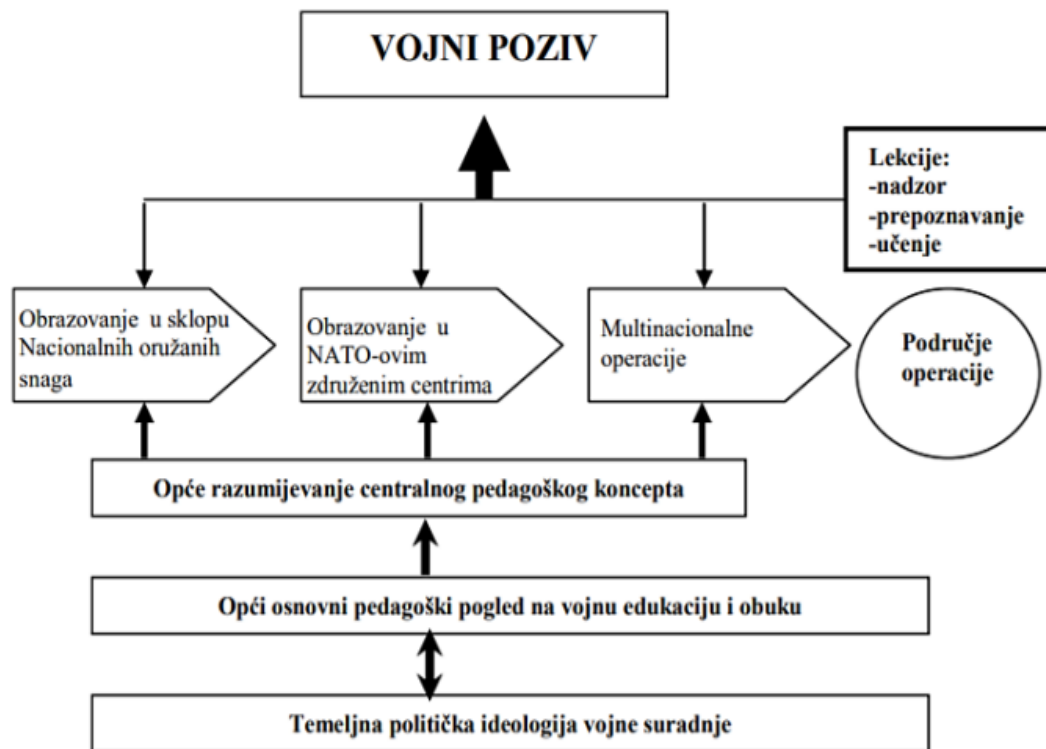 VOJNI POZIV
Lekcije:
-nadzor
-prepoznavanje
-učenje
Obrazovanje u sklopu
Nacionalnih oružanih
snaga
Obrazovanje u
NATO-ovim
združenim centrima
Multinacionalne
operacije
Područje
operacije
Opće razumijevanje centralnog pedagoškog koncepta
Opći osnovni pedagoški pogled na vojnu edukaciju i obuku
Temeljna politička ideologija vojne suradnje